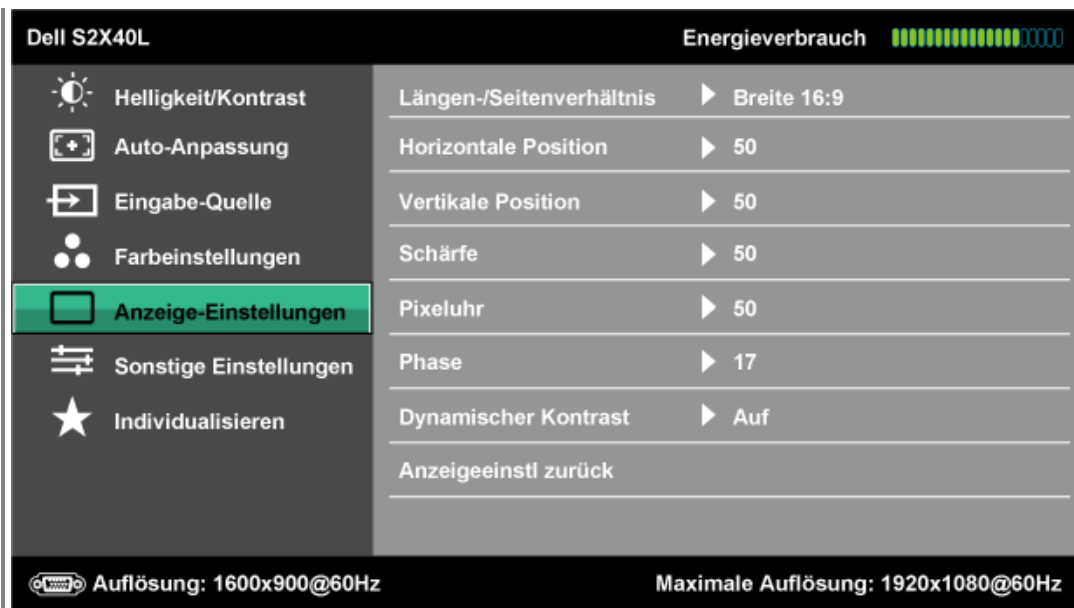 Dell S2X40L Energieverbrauch
Helligkeit/Kontrast Längen-/Seitenverhältnis Breite 16:9
Auto-Anpassung Horizontale Position 50
Eingabe-Quelle Vertikale Position 50
Farbeinstellungen Schärfe 50
Anzeige-Einstellungen Pixeluhr 50
Sonstige Einstellungen Phase 17
Individualisieren Dynamischer Kontrast Auf
Anzeigeeinstl zurück
Auflösung: 1600x900@60Hz Maximale Auflösung: 1920x1080@60Hz